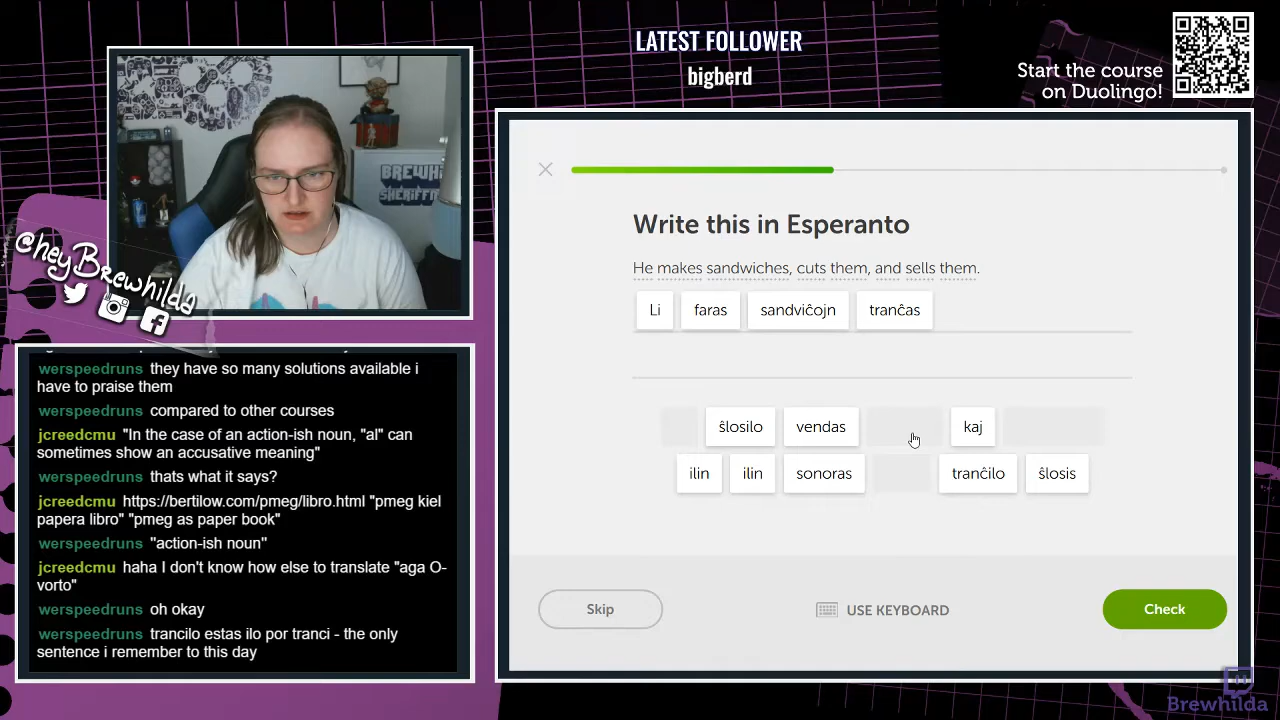 LATEST FOLLOWER
bigberd
Start the course
on Duolingo!
BREWHI
SHERIFF
@heyBrewhilda
Write this in Esperanto
He makes sandwiches, cuts them, and sells them.
Li faras sandviĉojn tranĉas
ŝlosilo vendas kaj
ilin ilin sonoras tranĉilo ŝlosis
Skip USE KEYBOARD Check
werspeedruns they have so many solutions available i
have to praise them
werspeedruns compared to other courses
jcreedcmu "In the case of an action-ish noun, "al" can
sometimes show an accusative meaning"
werspeedruns thats what it says?
jcreedcmu https://bertilow.com/pmeg/libro.html "pmeg kiel
papera libro" "pmeg as paper book"
werspeedruns "action-ish noun"
jcreedcmu haha I don't know how else to translate "aga O-
vorto"
werspeedruns oh okay
werspeedruns trancilo estas ilo por tranci - the only
sentence i remember to this day
Brewhilda